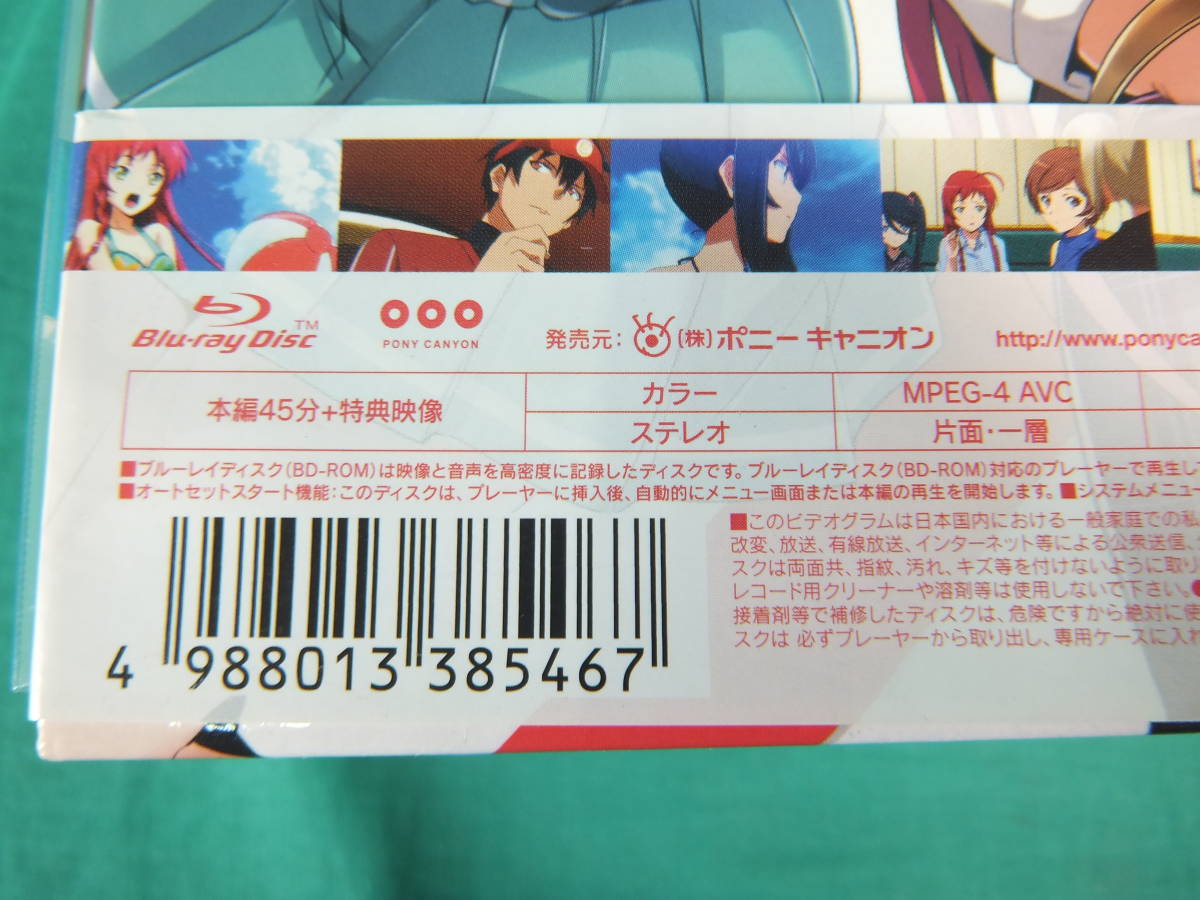 Blu-ray Disc™
PONY CANYON
発売元: (株)ポニーキャニオン
http://www.ponyca
本編45分+特典映像
カラー
MPEG-4 AVC
ステレオ
片面・一層
■ブルーレイディスク(BD-ROM)は映像と音声を高密度に記録したディスクです。ブルーレイディスク(BD-ROM)対応のプレーヤーで再生し
■オートセットスタート機能:このディスクは、プレーヤーに挿入後、自動的にメニュー画面または本編の再生を開始します。■システムメニュー
■このビデオグラムは日本国内における一般家庭での私
改変、放送、有線放送、インターネット等による公衆送信、
スクは両面共、指紋、汚れ、キズ等を付けないように取り
レコード用クリーナーや溶剤等は使用しないで下さい。●
接着剤等で補修したディスクは、危険ですから絶対に使
スクは 必ずプレーヤーから取り出し、専用ケースに入
4 988013 385467